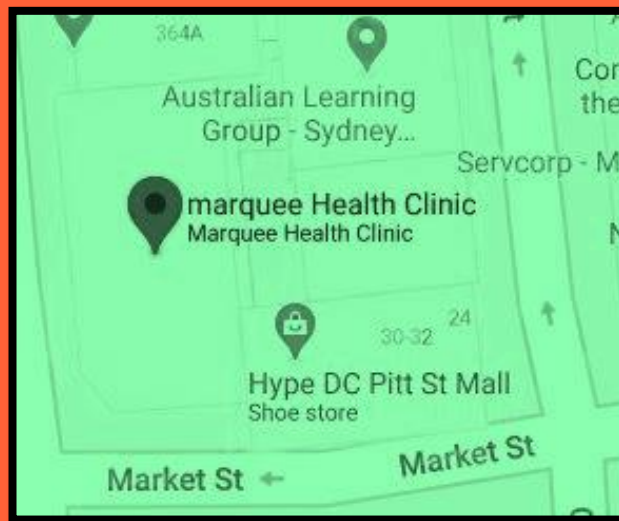 364A
Australian Learning
Group - Sydney...
the
Servcorp - M
marquee Health Clinic
Marquee Health Clinic
24
30-32
Hype DC Pitt St Mall
Shoe store
Market St
Market St